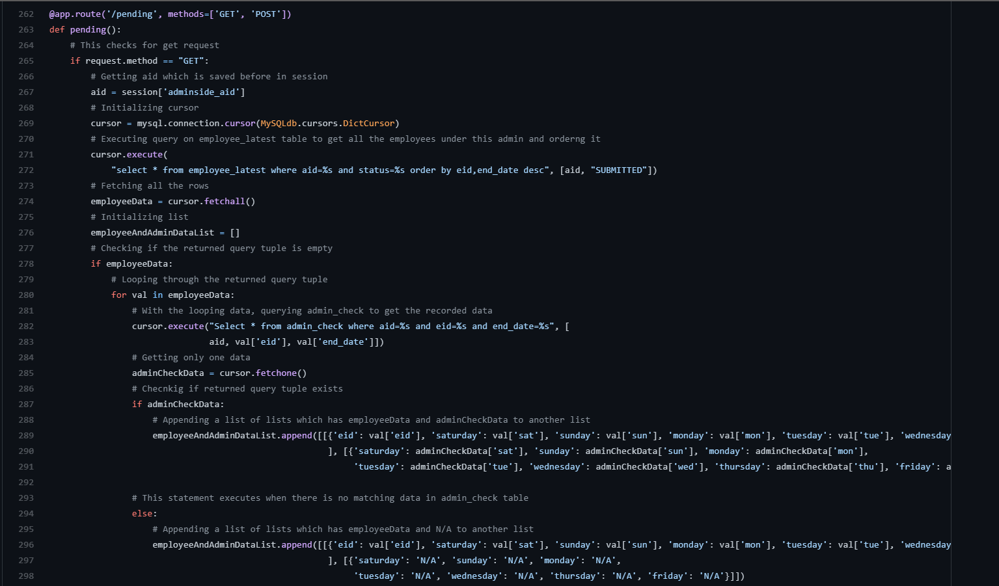 262 @app.route('/pending', methods=['GET', 'POST'])
263 def pending():
264     # This checks for get request
265     if request.method == "GET":
266         # Getting aid which is saved before in session
267         aid = session['adminside_aid']
268         # Initializing cursor
269         cursor = mysql.connection.cursor(MySQLdb.cursors.DictCursor)
270         # Executing query on employee_latest table to get all the employees under this admin and orderng it
271         cursor.execute(
272             "select * from employee_latest where aid=%s and status=%s order by eid,end_date desc", [aid, "SUBMITTED"])
273         # Fetching all the rows
274         employeeData = cursor.fetchall()
275         # Initializing list
276         employeeAndAdminDataList = []
277         # Checking if the returned query tuple is empty
278         if employeeData:
279             # Looping through the returned query tuple
280             for val in employeeData:
281                 # With the looping data, querying admin_check to get the recorded data
282                 cursor.execute("Select * from admin_check where aid=%s and eid=%s and end_date=%s", [
283                                aid, val['eid'], val['end_date']])
284                 # Getting only one data
285                 adminCheckData = cursor.fetchone()
286                 # Checnkig if returned query tuple exists
287                 if adminCheckData:
288                     # Appending a list of lists which has employeeData and adminCheckData to another list
289                     employeeAndAdminDataList.append([[{'eid': val['eid'], 'saturday': val['sat'], 'sunday': val['sun'], 'monday': val['mon'], 'tuesday': val['tue'], 'wednesday
290                                                       ], [{'saturday': adminCheckData['sat'], 'sunday': adminCheckData['sun'], 'monday': adminCheckData['mon'],
291                                                            'tuesday': adminCheckData['tue'], 'wednesday': adminCheckData['wed'], 'thursday': adminCheckData['thu'], 'friday': a
292
293                 # This statement executes when there is no matching data in admin_check table
294                 else:
295                     # Appending a list of lists which has employeeData and N/A to another list
296                     employeeAndAdminDataList.append([[{'eid': val['eid'], 'saturday': val['sat'], 'sunday': val['sun'], 'monday': val['mon'], 'tuesday': val['tue'], 'wednesday
297                                                       ], [{'saturday': 'N/A', 'sunday': 'N/A', 'monday': 'N/A',
298                                                            'tuesday': 'N/A', 'wednesday': 'N/A', 'thursday': 'N/A', 'friday': 'N/A'}]])